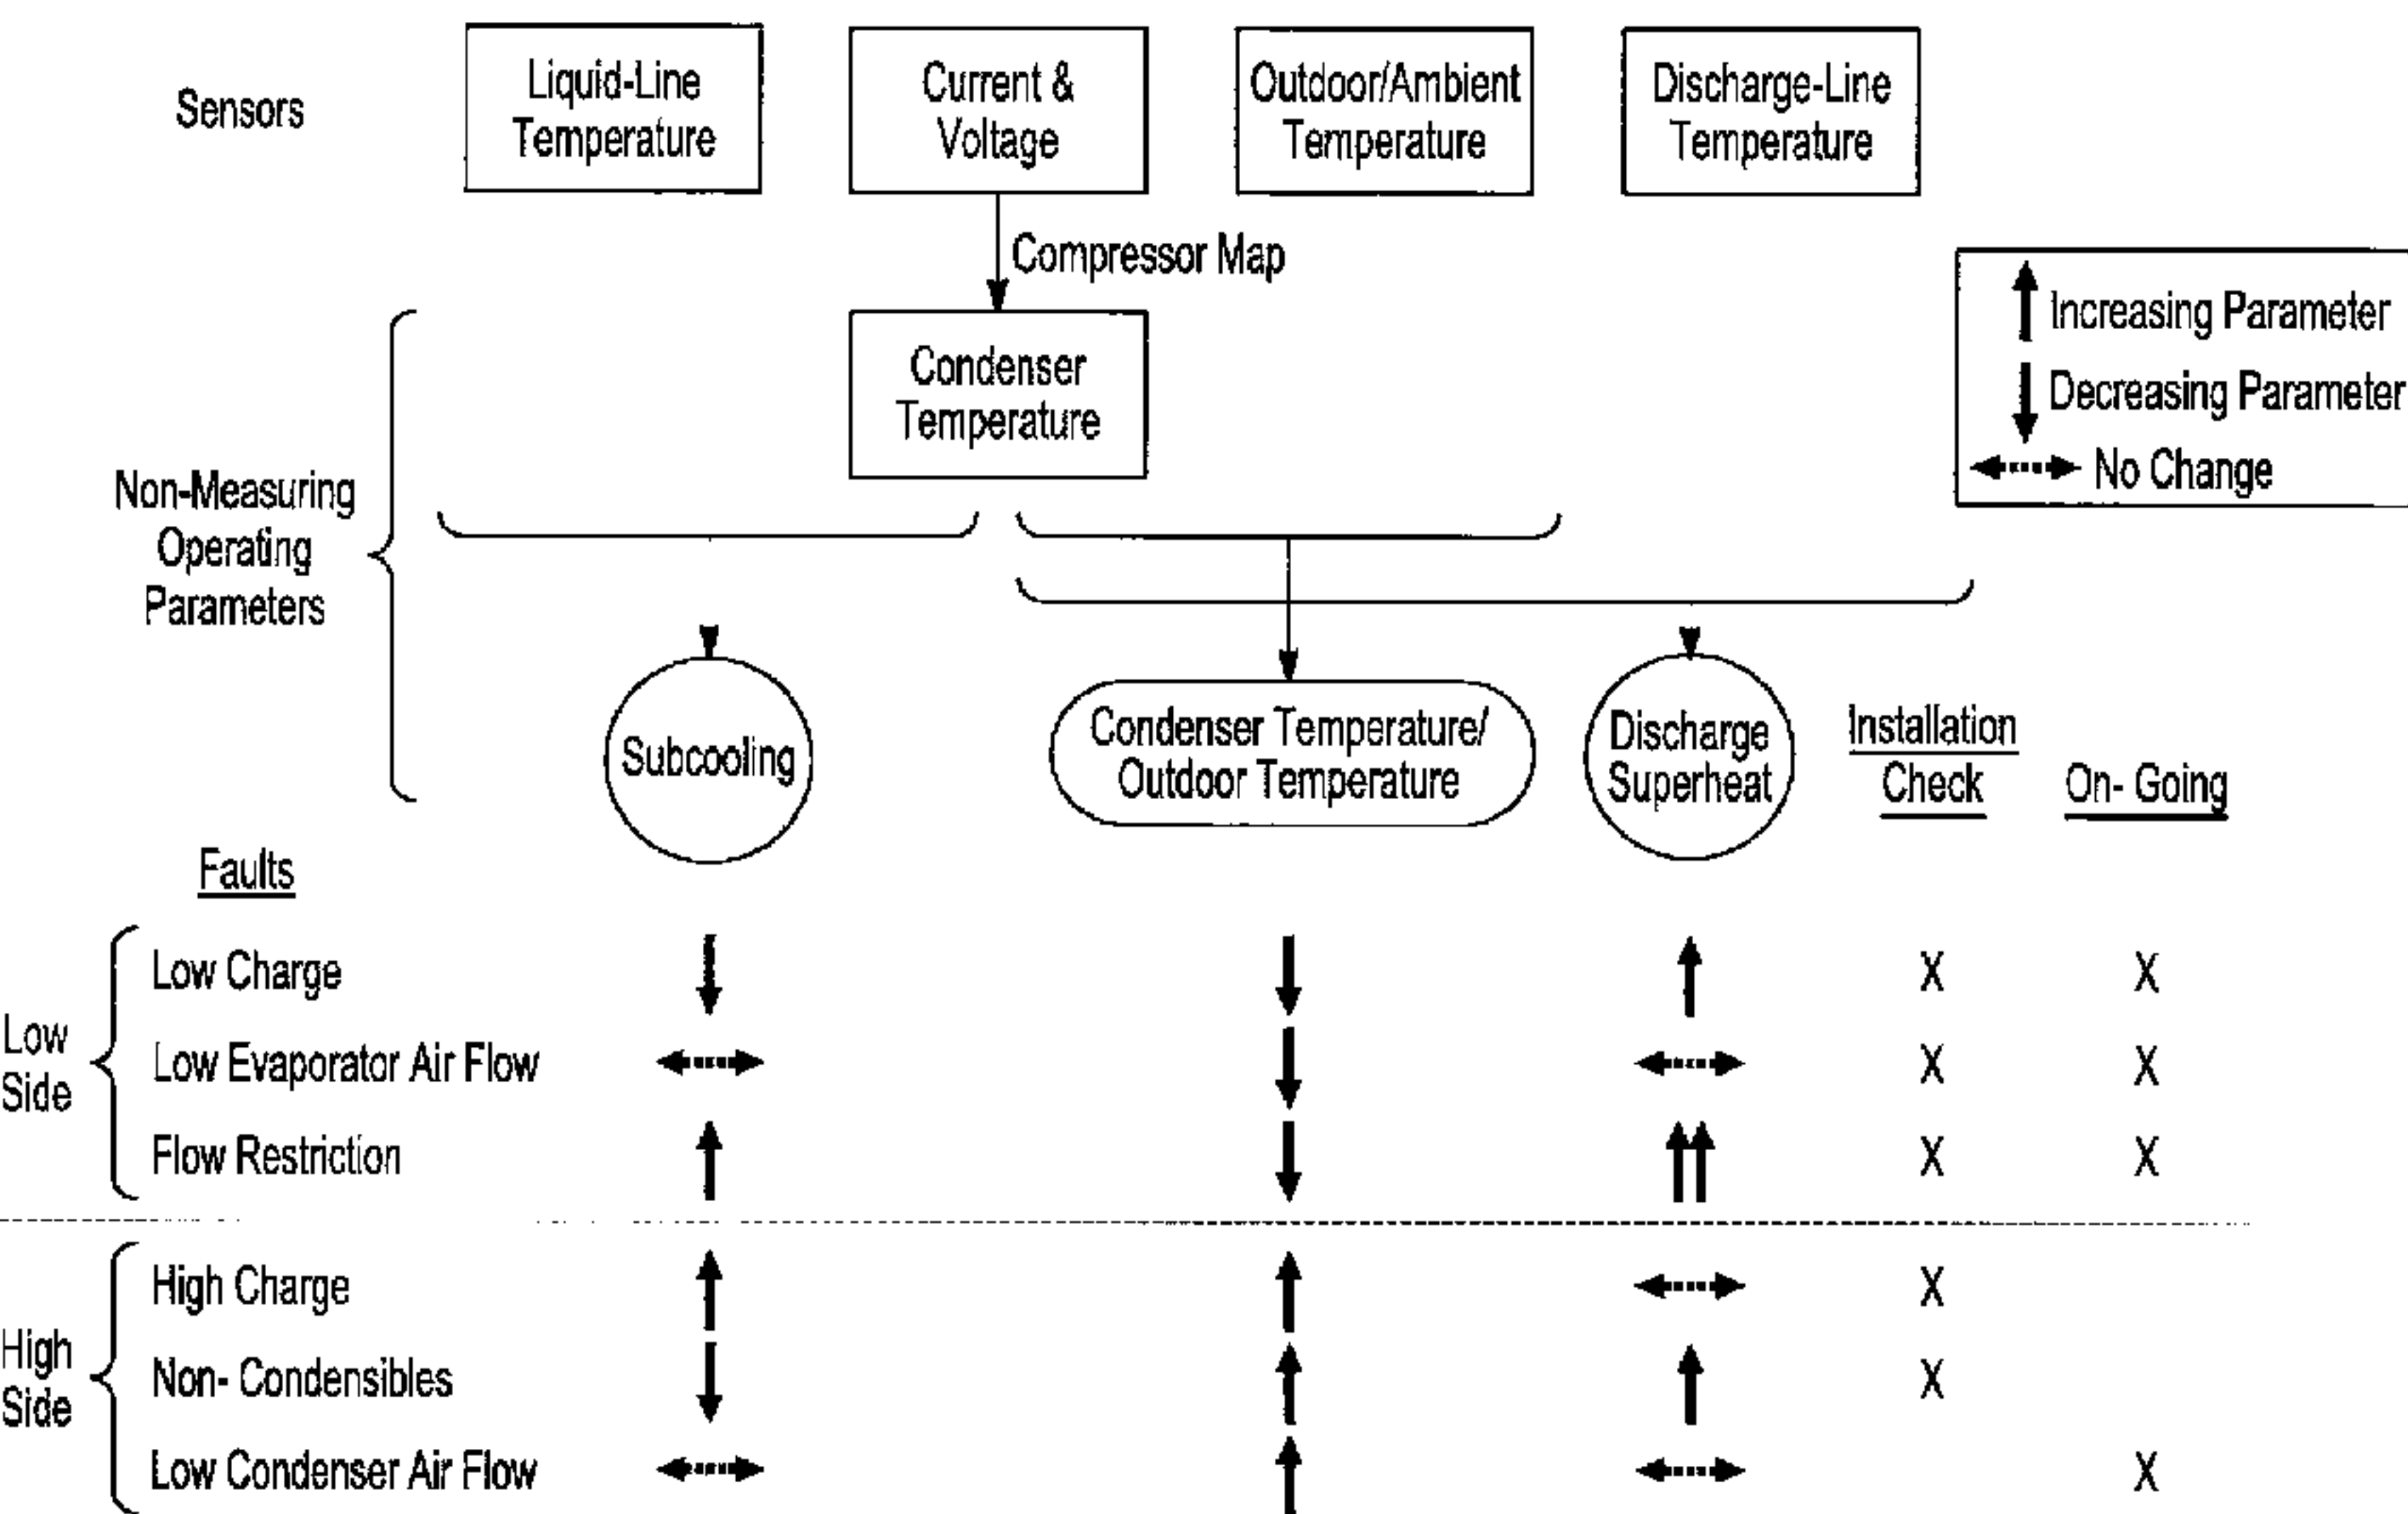 Sensors
Liquid-Line
Temperature
Current &
Voltage
Outdoor/Ambient
Temperature
Discharge-Line
Temperature
Compressor Map
Increasing Parameter
Decreasing Parameter
No Change
Condenser
Temperature
Non-Measuring
Operating
Parameters
Subcooling
Condenser Temperature/
Outdoor Temperature
Discharge
Superheat
Installation
Check
On- Going
Faults
Low
Side
Low Charge
X X
Low Evaporator Air Flow
X X
Flow Restriction
X X
High
Side
High Charge
X
Non- Condensibles
X
Low Condenser Air Flow
X